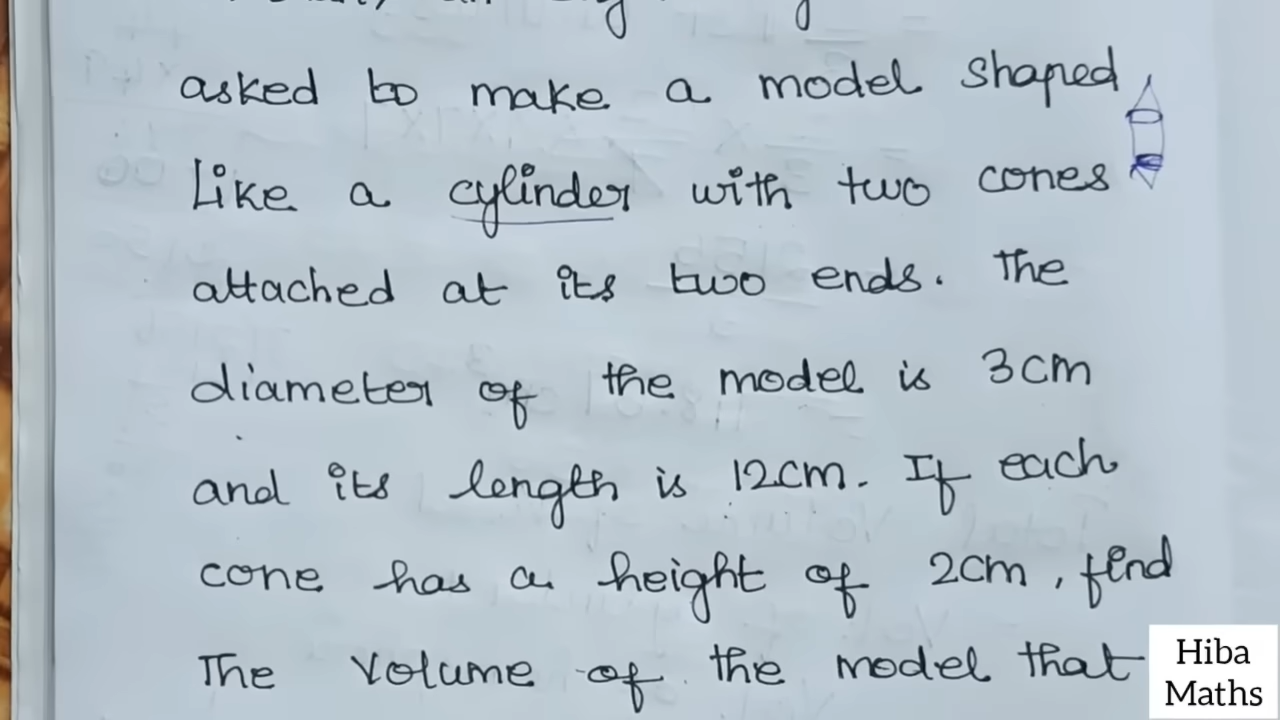 asked to make a model shaped
Like a cylinder with two cones
attached at its two ends. The
diameter of the model is 3cm
and its length is 12cm. If each
cone has a height of 2cm, find
The Volume of the model that
Hiba
Maths